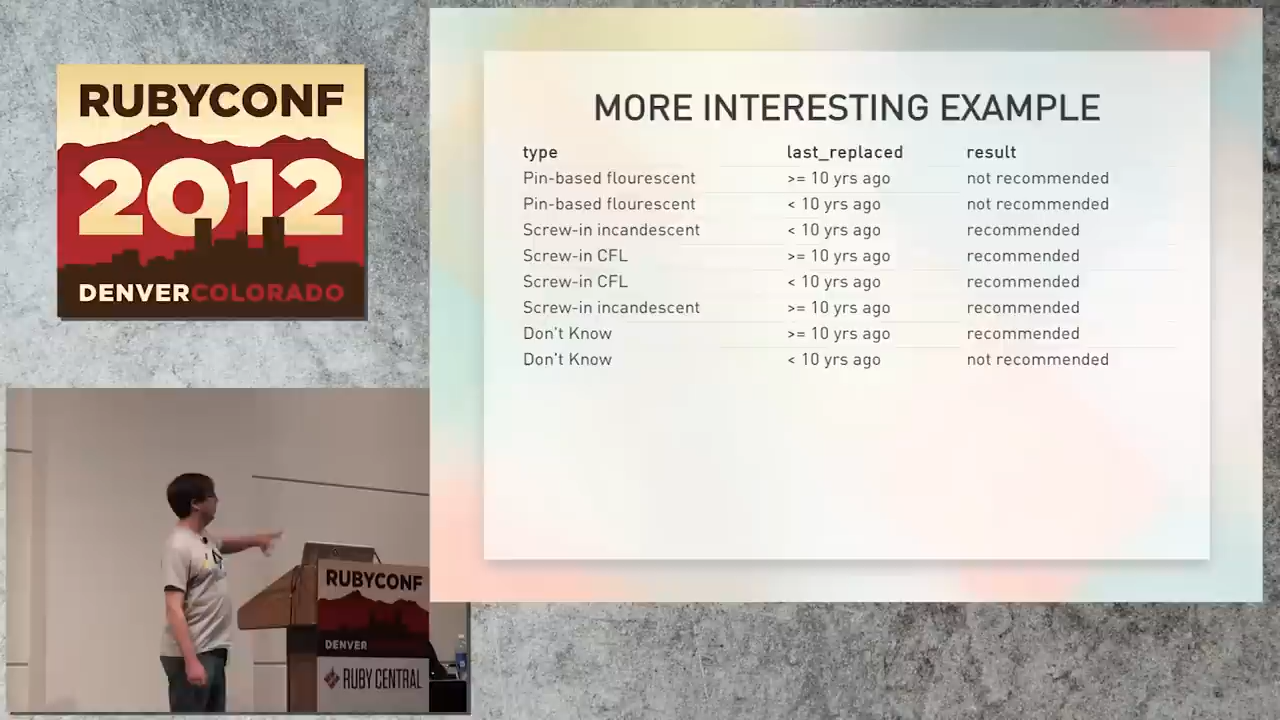 RUBYCONF
2012
DENVERCOLORADO
MORE INTERESTING EXAMPLE
type last_replaced result
Pin-based flourescent >= 10 yrs ago not recommended
Pin-based flourescent < 10 yrs ago not recommended
Screw-in incandescent < 10 yrs ago recommended
Screw-in CFL >= 10 yrs ago recommended
Screw-in CFL < 10 yrs ago recommended
Screw-in incandescent >= 10 yrs ago recommended
Don't Know >= 10 yrs ago recommended
Don't Know < 10 yrs ago not recommended
RUBYCONF
DENVER
RUBY CENTRAL